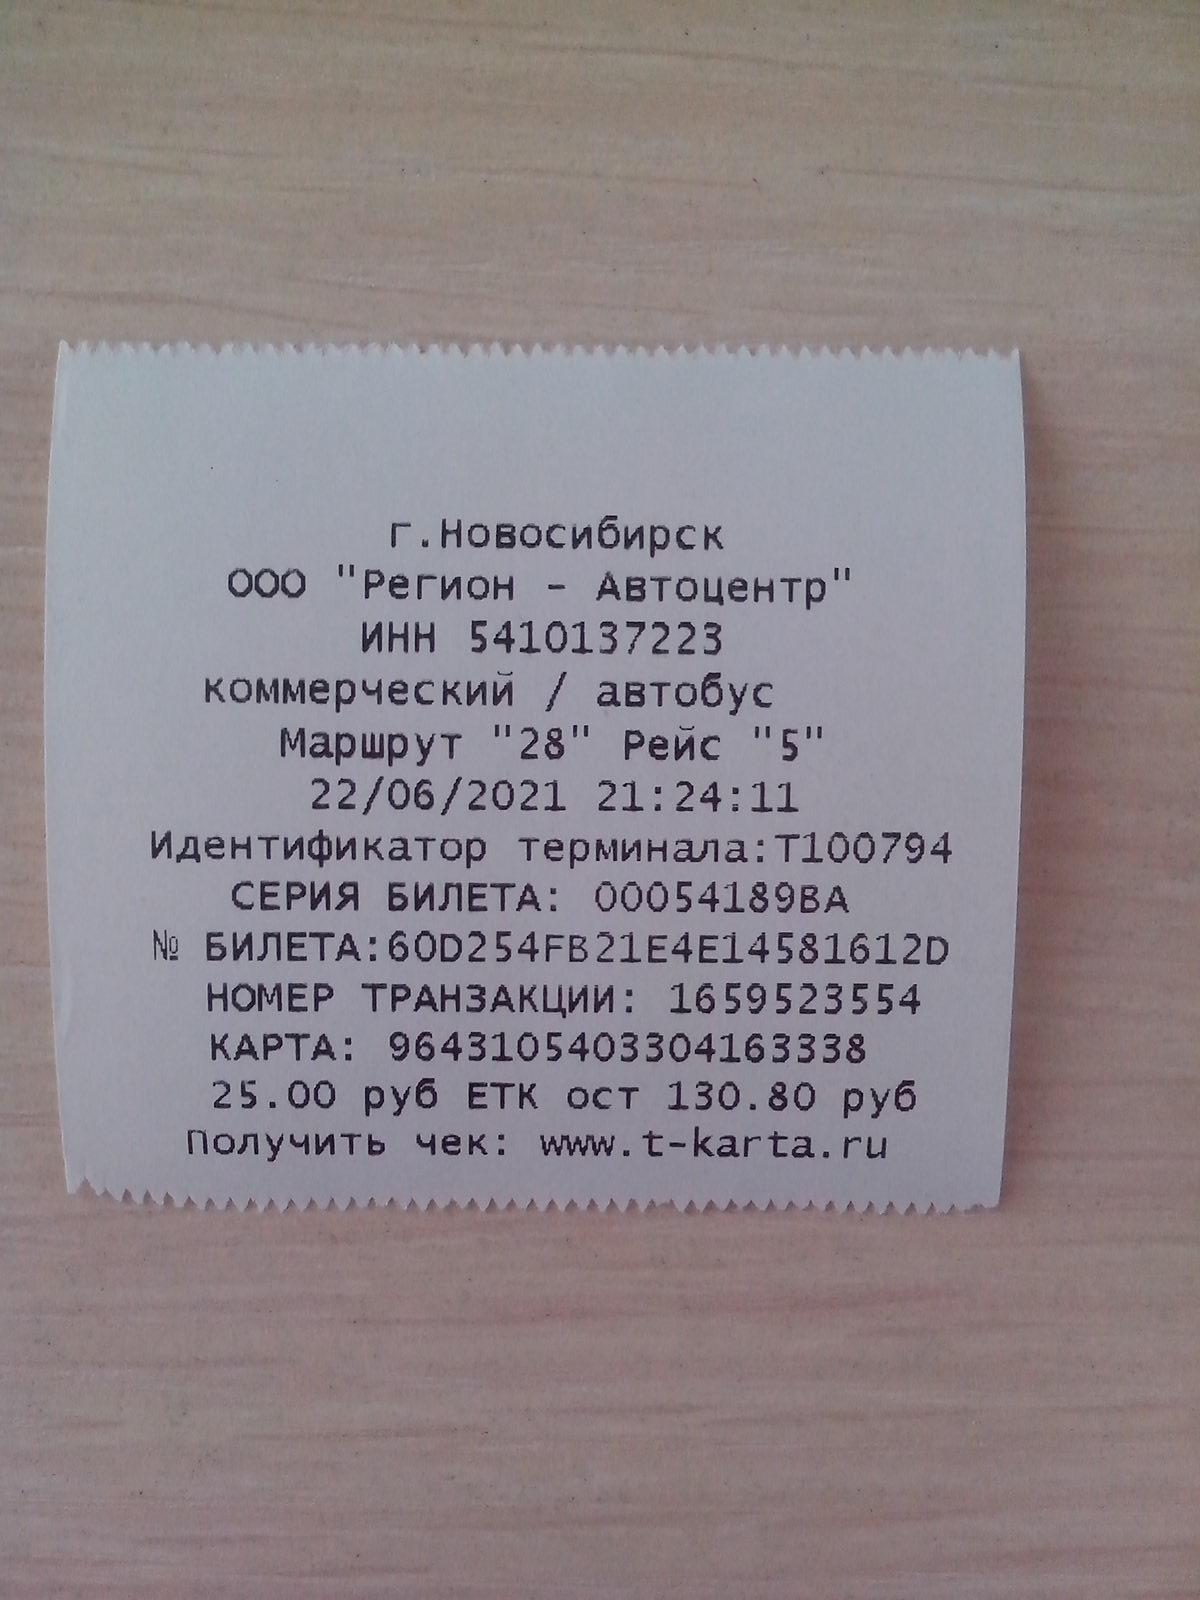 г.Новосибирск
ООО "Регион - Автоцентр"
ИНН 5410137223
коммерческий / автобус
Маршрут "28" Рейс "5"
22/06/2021 21:24:11
Идентификатор терминала:T100794
СЕРИЯ БИЛЕТА: 00054189BA
№ БИЛЕТА:60D254FB21E4E14581612D
НОМЕР ТРАНЗАКЦИИ: 1659523554
КАРТА: 9643105403304163338
25.00 руб ЕТК ост 130.80 руб
Получить чек: www.t-karta.ru